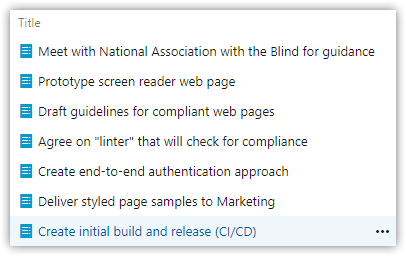 Title
Meet with National Association with the Blind for guidance
Prototype screen reader web page
Draft guidelines for compliant web pages
Agree on "linter" that will check for compliance
Create end-to-end authentication approach
Deliver styled page samples to Marketing
Create initial build and release (CI/CD)